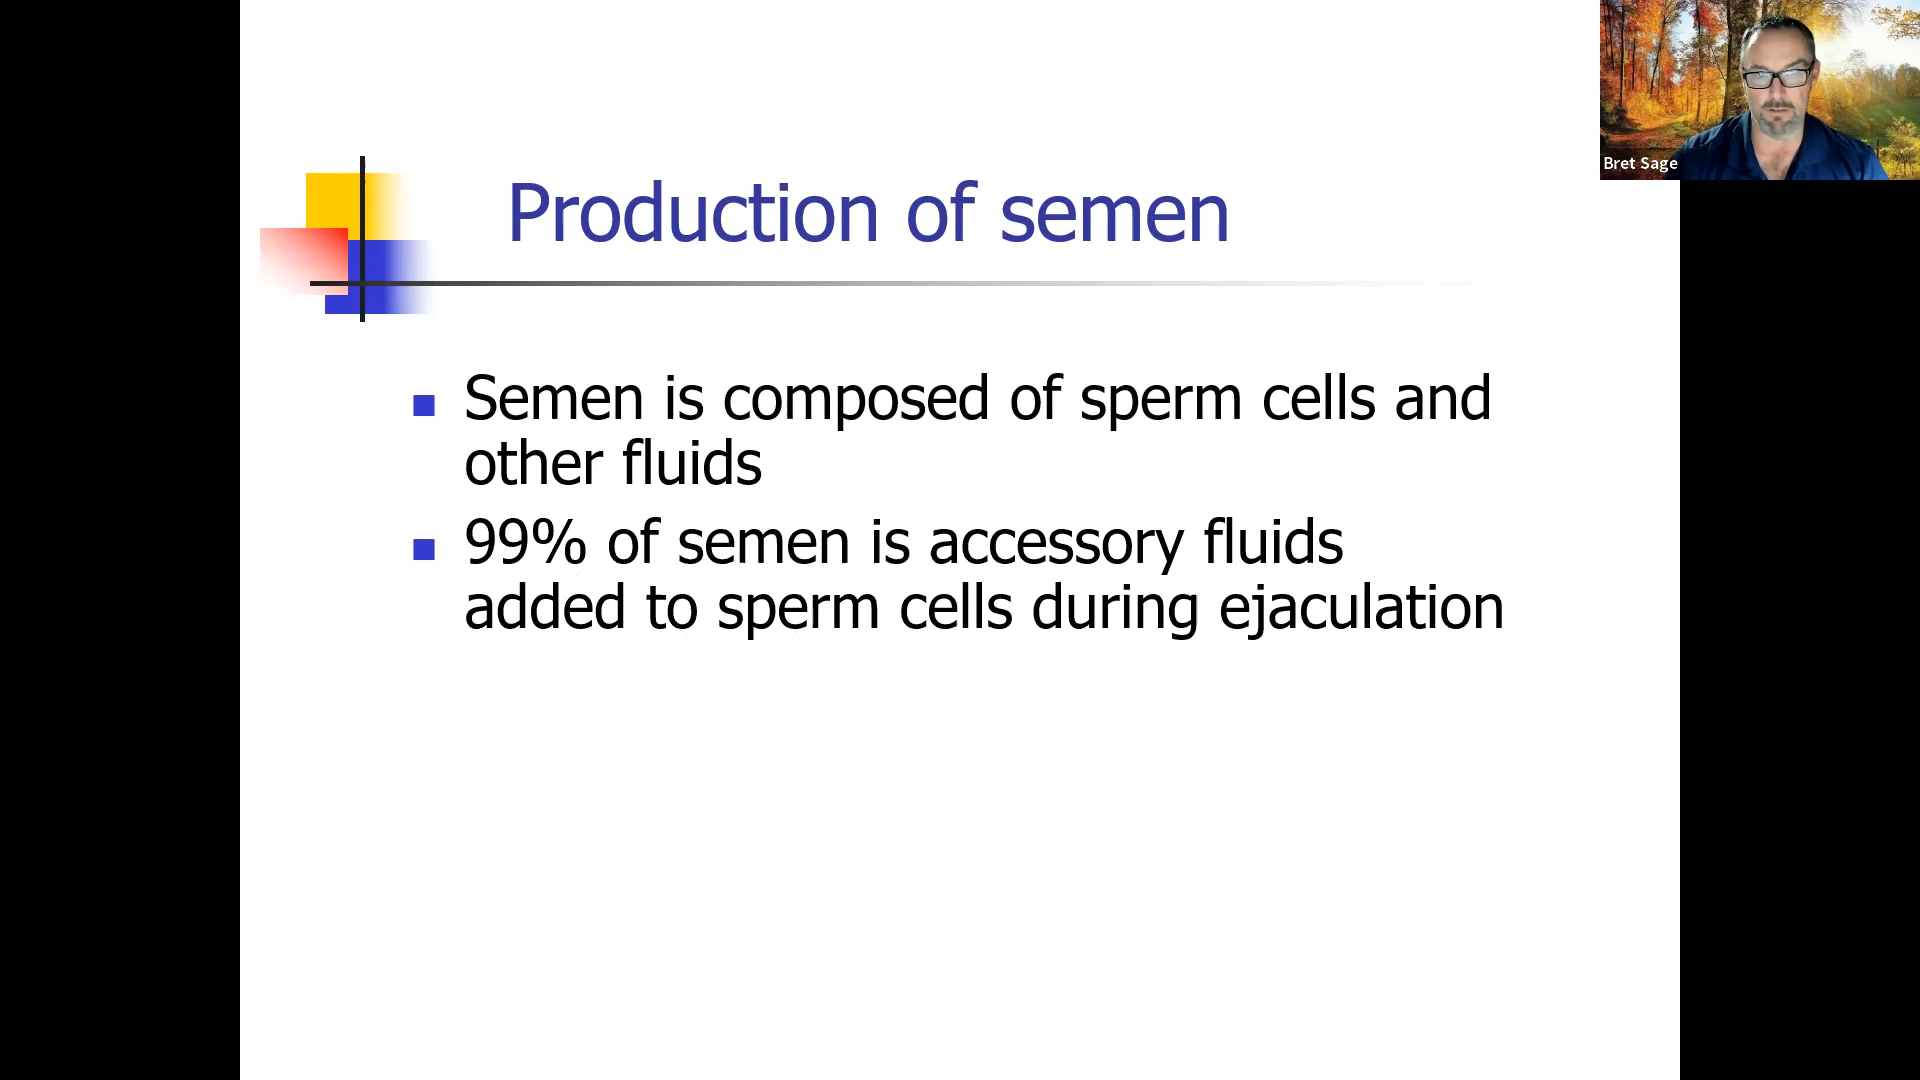 Production of semen
Bret Sage
Semen is composed of sperm cells and
other fluids
99% of semen is accessory fluids
added to sperm cells during ejaculation